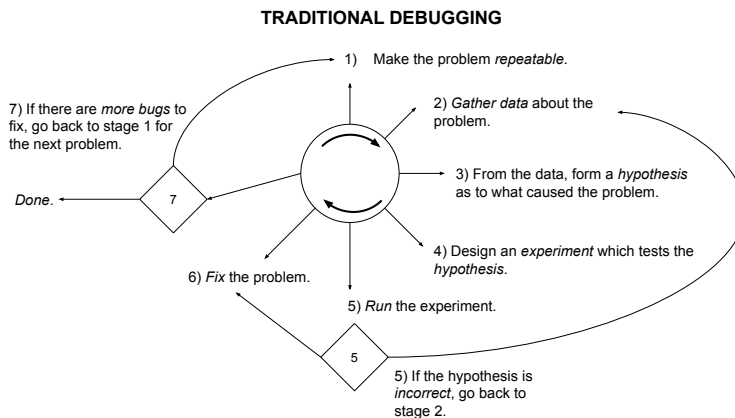 TRADITIONAL DEBUGGING
1) Make the problem repeatable.
2) Gather data about the
problem.
3) From the data, form a hypothesis
as to what caused the problem.
4) Design an experiment which tests the
hypothesis.
5) Run the experiment.
5
5) If the hypothesis is
incorrect, go back to
stage 2.
6) Fix the problem.
7
7) If there are more bugs to
fix, go back to stage 1 for
the next problem.
Done.